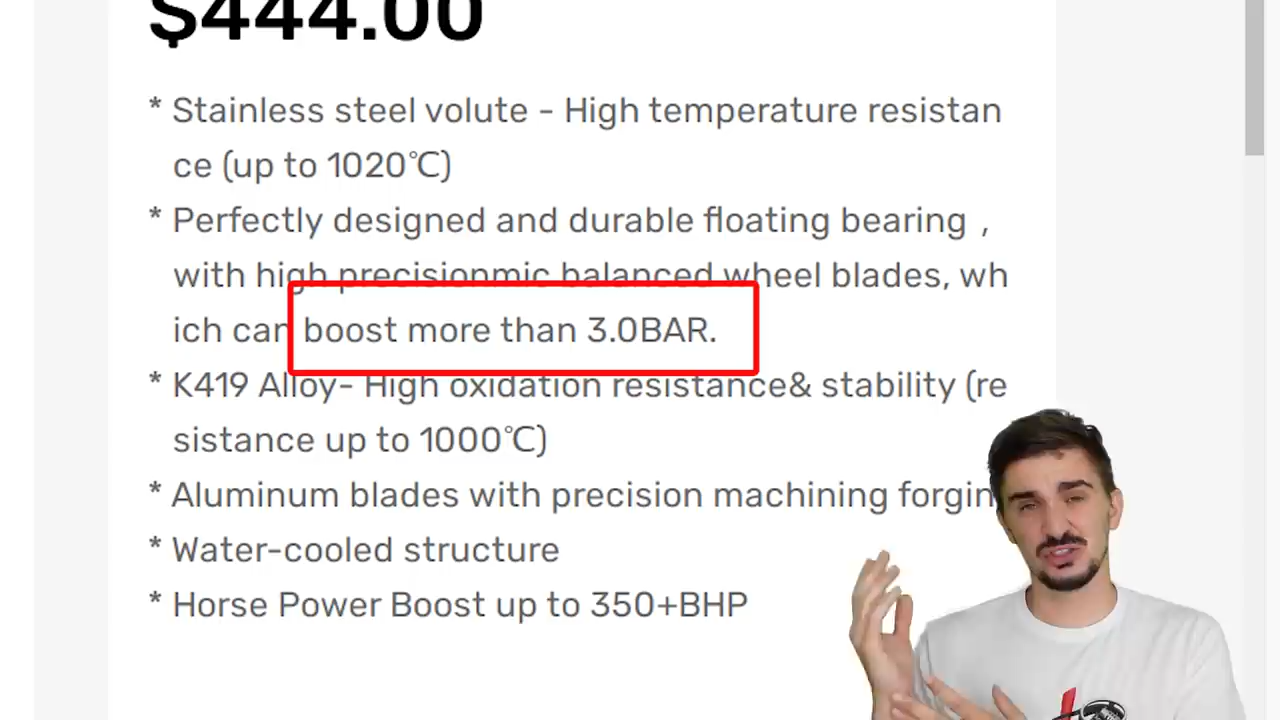 $444.00
* Stainless steel volute - High temperature resistan
ce (up to 1020℃)
* Perfectly designed and durable floating bearing ,
with high precisionmic balanced wheel blades, wh
ich can boost more than 3.0BAR.
* K419 Alloy- High oxidation resistance& stability (re
sistance up to 1000℃)
* Aluminum blades with precision machining forgin
* Water-cooled structure
* Horse Power Boost up to 350+BHP